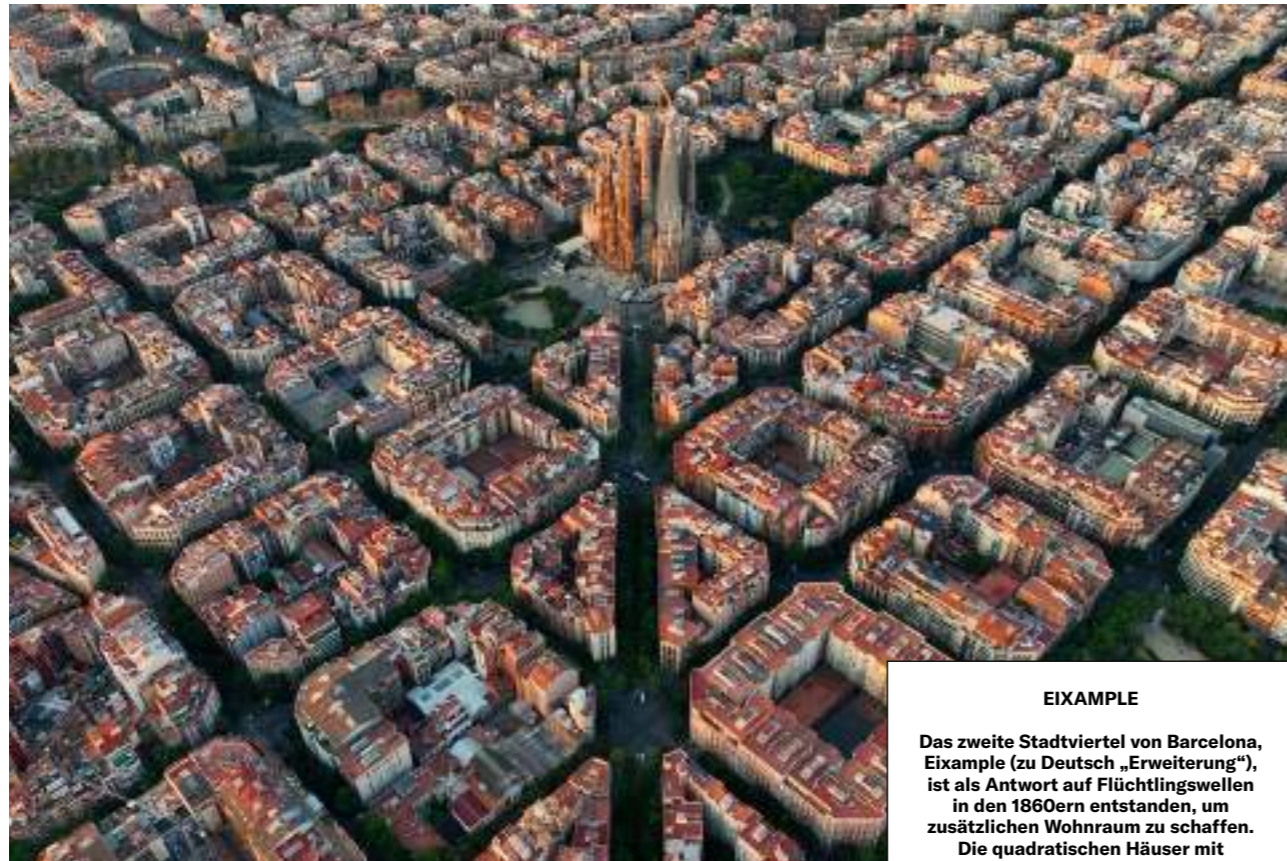 EIXAMPLE
Das zweite Stadtviertel von Barcelona,
Eixample (zu Deutsch „Erweiterung“),
ist als Antwort auf Flüchtlingswellen
in den 1860ern entstanden, um
zusätzlichen Wohnraum zu schaffen.
Die quadratischen Häuser mit